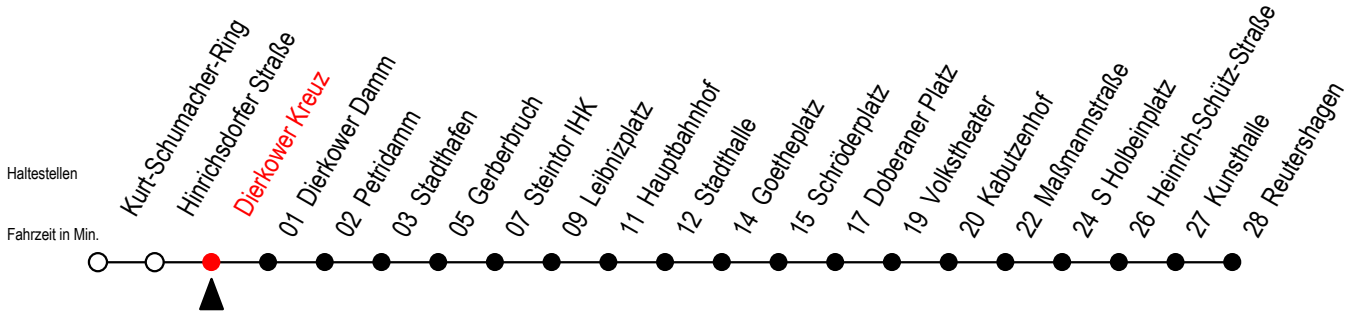 Haltestellen
Fahrzeit in Min.
Kurt-Schumacher-Ring
Hinrichsdorfer Straße
Dierkower Kreuz
01 Dierkower Damm
02 Petridamm
03 Stadthafen
05 Gerberbruch
07 Steintor IHK
09 Leibnizplatz
11 Hauptbahnhof
12 Stadthalle
14 Goetheplatz
15 Schröderplatz
17 Doberaner Platz
19 Volkstheater
20 Kabutzenhof
22 Maßmannstraße
24 S Holbeinplatz
26 Heinrich-Schütz-Straße
27 Kunsthalle
28 Reutershagen